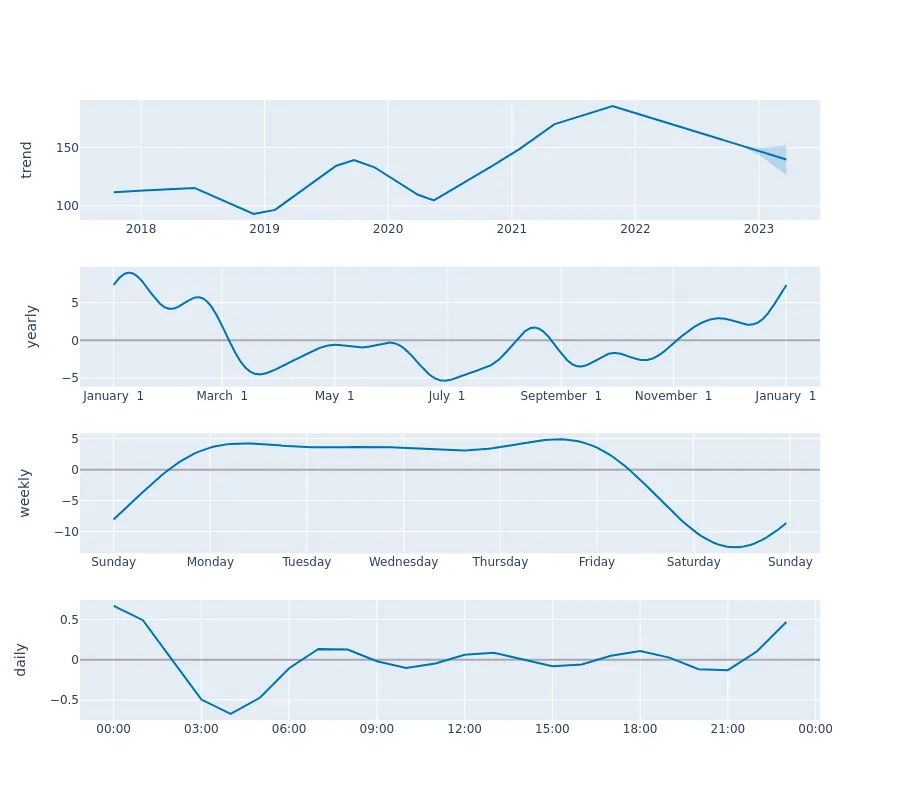 trend
150
100
2018 2019 2020 2021 2022 2023
yearly
5
0
−5
January 1 March 1 May 1 July 1 September 1 November 1 January 1
weekly
5
0
−5
−10
Sunday Monday Tuesday Wednesday Thursday Friday Saturday Sunday
daily
0.5
0
−0.5
00:00 03:00 06:00 09:00 12:00 15:00 18:00 21:00 00:00